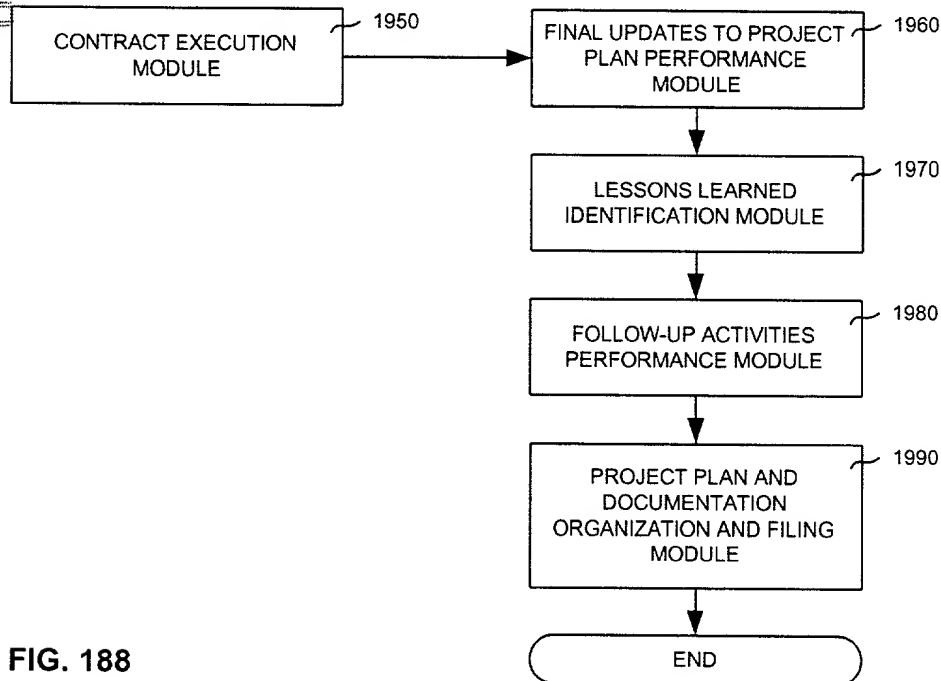 CONTRACT EXECUTION
MODULE
1950
FINAL UPDATES TO PROJECT
PLAN PERFORMANCE
MODULE
1960
LESSONS LEARNED
IDENTIFICATION MODULE
1970
FOLLOW-UP ACTIVITIES
PERFORMANCE MODULE
1980
PROJECT PLAN AND
DOCUMENTATION
ORGANIZATION AND FILING
MODULE
1990
END
FIG. 188